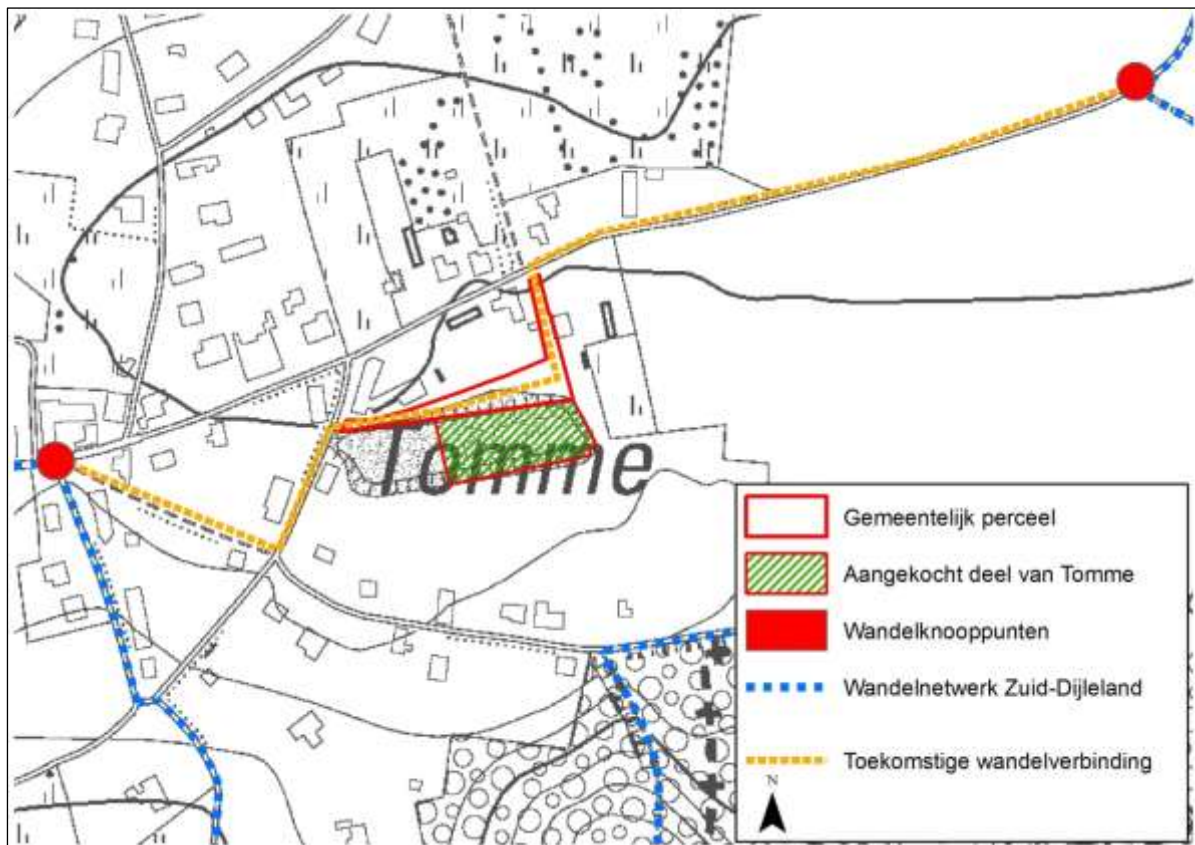 Tomme
Gemeentelijk perceel
Aangekocht deel van Tomme
Wandelknooppunten
Wandelnetwerk Zuid-Dijleland
Toekomstige wandelverbinding
N